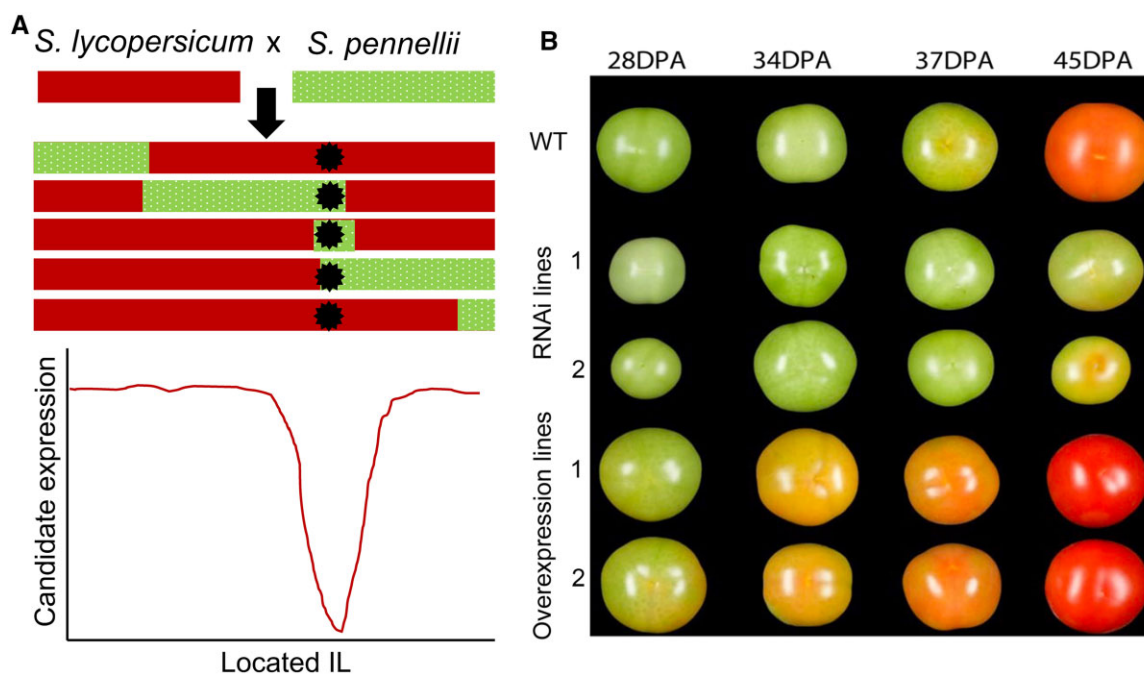 A
S. lycopersicum x S. pennellii
Candidate expression
Located IL
B
28DPA 34DPA 37DPA 45DPA
WT
RNAi lines
1
2
Overexpression lines
1
2